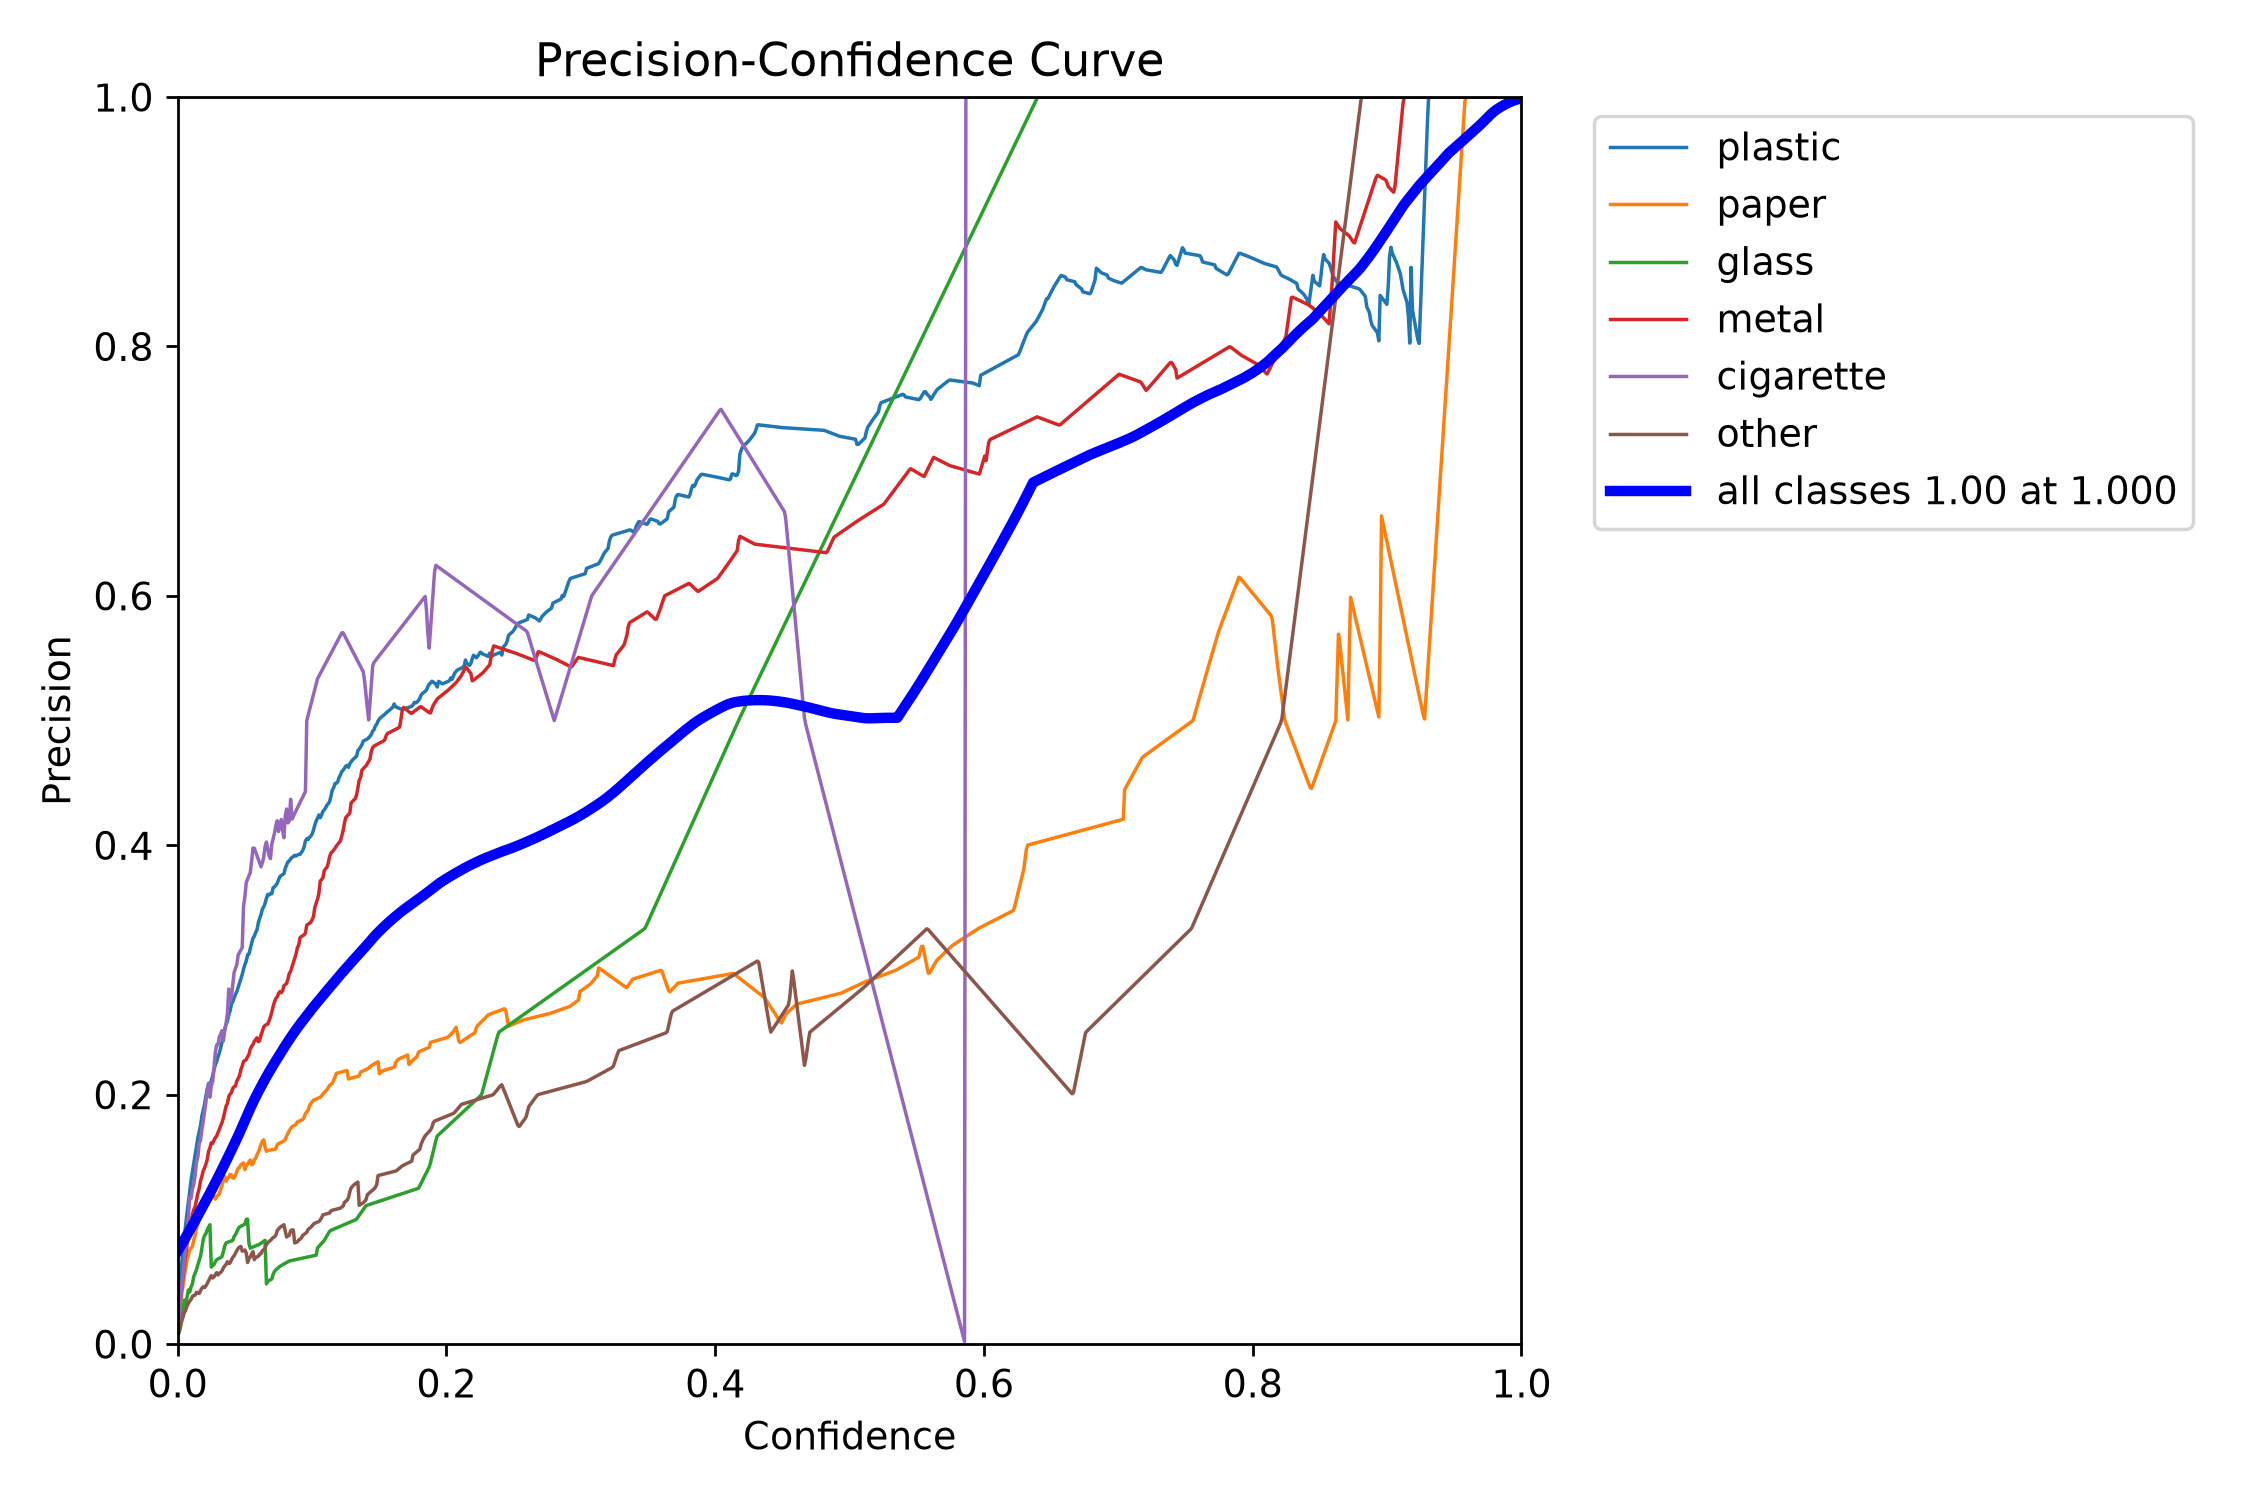 Precision-Confidence Curve
1.0
0.8
0.6
0.4
0.2
0.0
Precision
0.0 0.2 0.4 0.6 0.8 1.0
Confidence
plastic
paper
glass
metal
cigarette
other
all classes 1.00 at 1.000